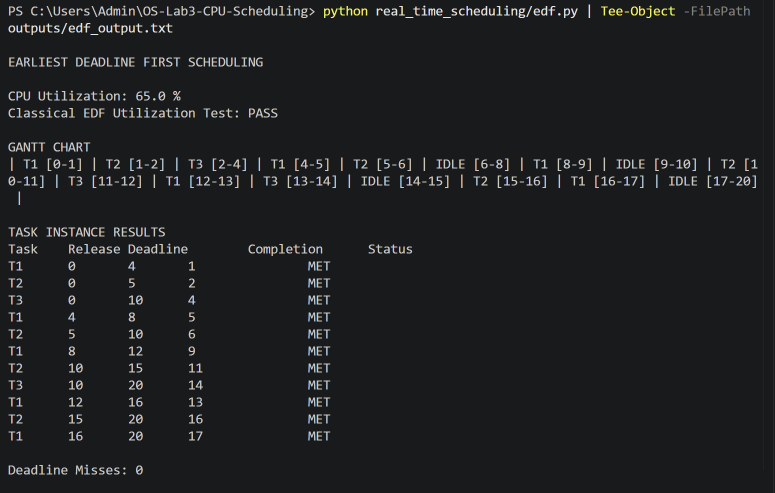 PS C:\Users\Admin\OS-Lab3-CPU-Scheduling> python real_time_scheduling/edf.py | Tee-Object -FilePath
outputs/edf_output.txt
EARLIEST DEADLINE FIRST SCHEDULING
CPU Utilization: 65.0 %
Classical EDF Utilization Test: PASS
GANTT CHART
| T1 [0-1] | T2 [1-2] | T3 [2-4] | T1 [4-5] | T2 [5-6] | IDLE [6-8] | T1 [8-9] | IDLE [9-10] | T2 [1
0-11] | T3 [11-12] | T1 [12-13] | T3 [13-14] | IDLE [14-15] | T2 [15-16] | T1 [16-17] | IDLE [17-20]
|
TASK INSTANCE RESULTS
Task    Release Deadline        Completion      Status
T1      0       4       1               MET
T2      0       5       2               MET
T3      0       10      4               MET
T1      4       8       5               MET
T2      5       10      6               MET
T1      8       12      9               MET
T2      10      15      11              MET
T3      10      20      14              MET
T1      12      16      13              MET
T2      15      20      16              MET
T1      16      20      17              MET
Deadline Misses: 0